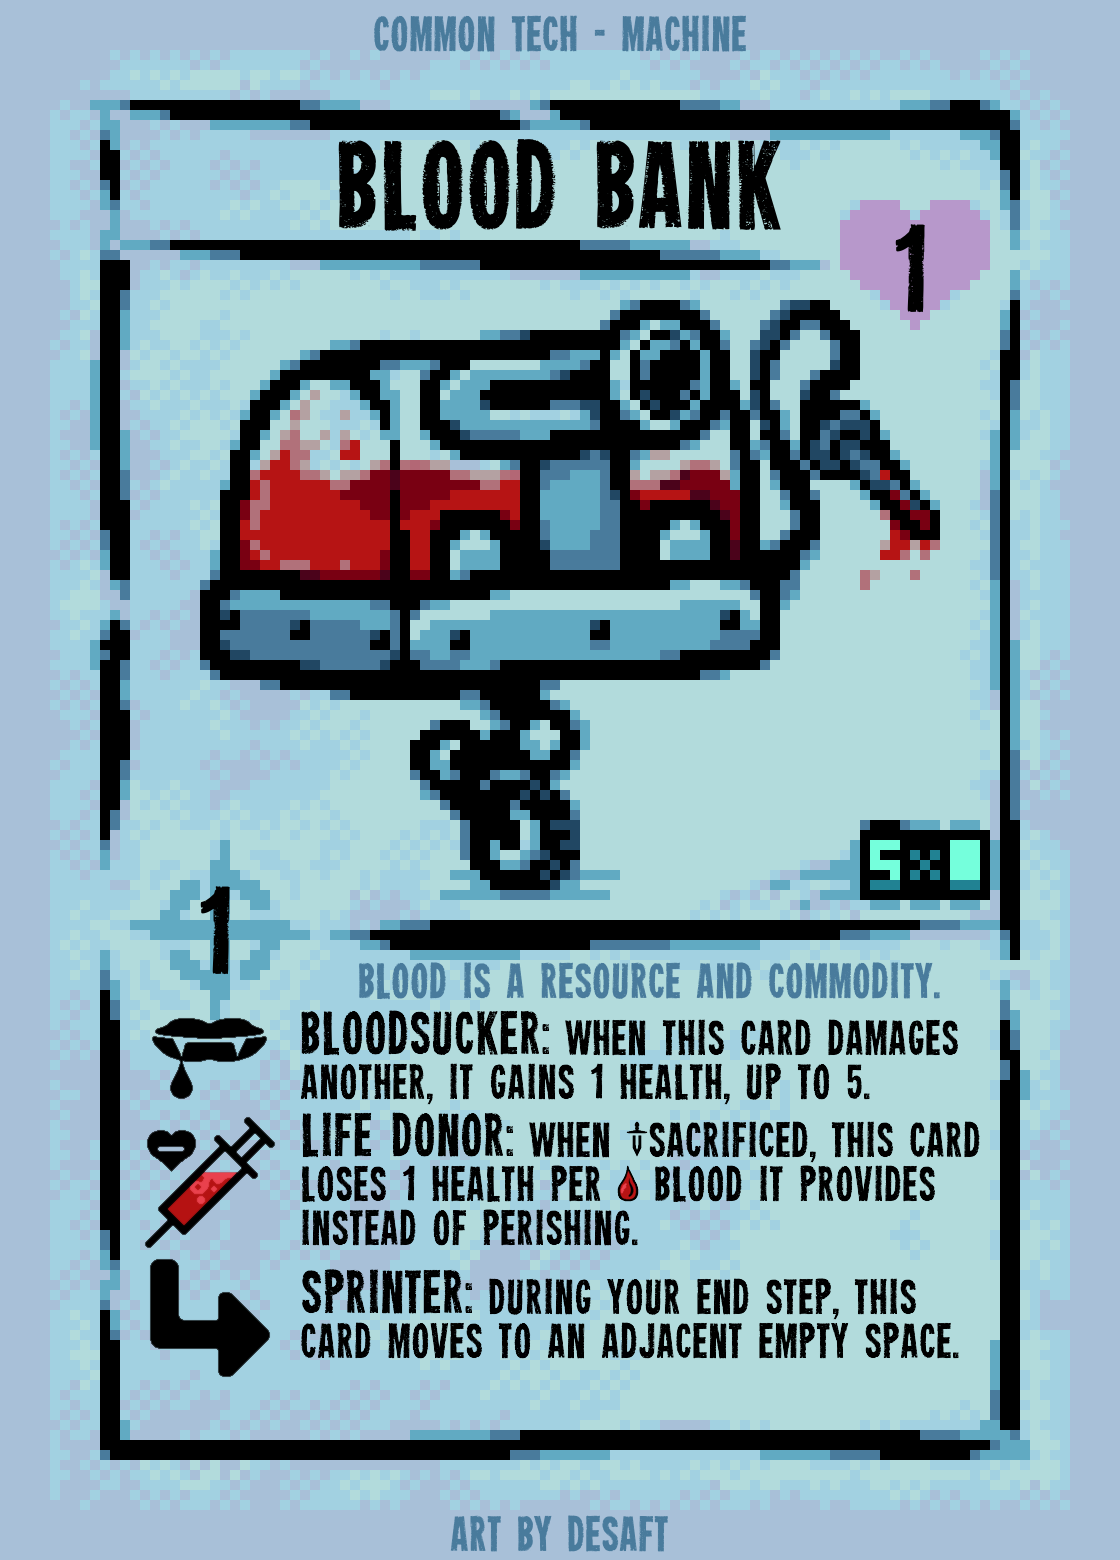 COMMON TECH - MACHINE
BLOOD BANK
1
5
1
BLOOD IS A RESOURCE AND COMMODITY.
BLOODSUCKER: WHEN THIS CARD DAMAGES
ANOTHER, IT GAINS 1 HEALTH, UP TO 5.
LIFE DONOR: WHEN SACRIFICED, THIS CARD
LOSES 1 HEALTH PER BLOOD IT PROVIDES
INSTEAD OF PERISHING.
SPRINTER: DURING YOUR END STEP, THIS
CARD MOVES TO AN ADJACENT EMPTY SPACE.
ART BY DESAFT